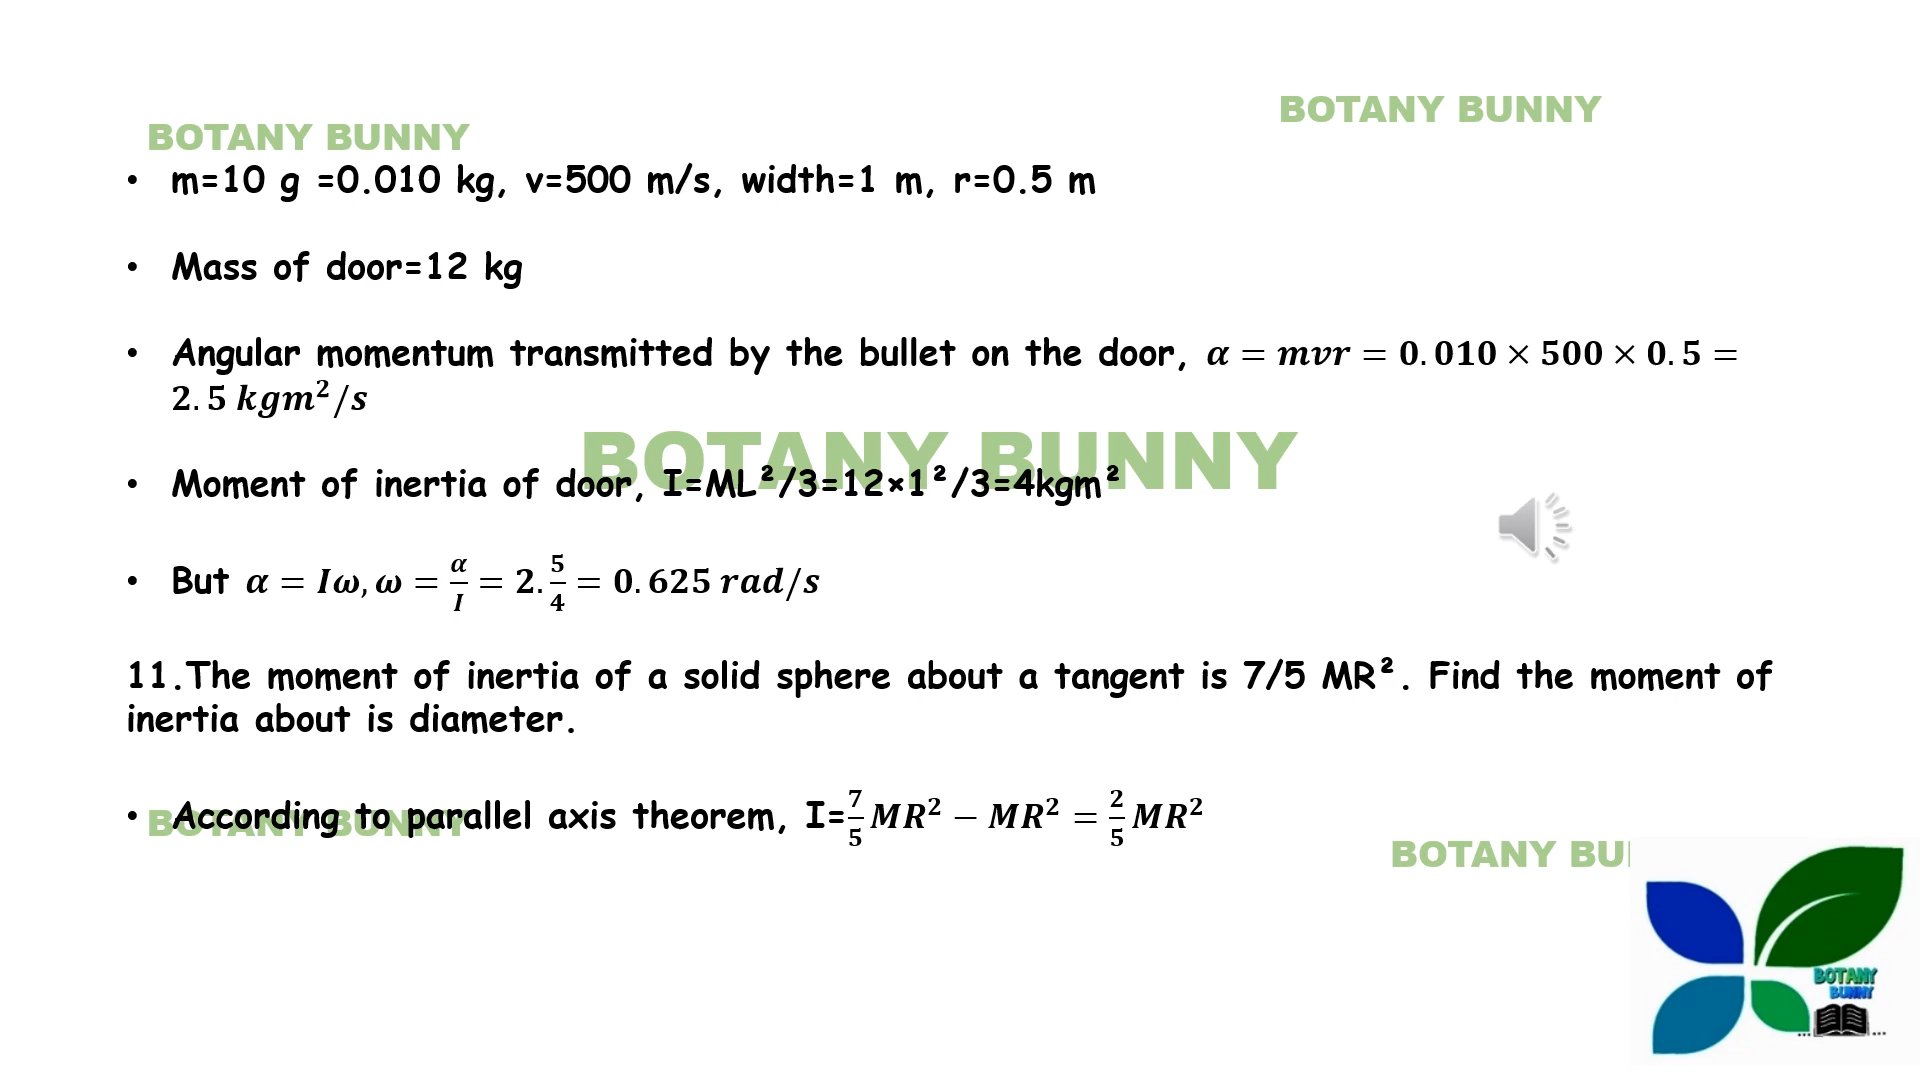 BOTANY BUNNY
BOTANY BUNNY
• m=10 g =0.010 kg, v=500 m/s, width=1 m, r=0.5 m
• Mass of door=12 kg
• Angular momentum transmitted by the bullet on the door, α = mvr = 0.010 × 500 × 0.5 =
2.5 kgm²/s
BOTANY BUNNY
• Moment of inertia of door, I=ML²/3=12×1²/3=4kgm²
• But α = Iω, ω = α/I = 2.5/4 = 0.625 rad/s
11.The moment of inertia of a solid sphere about a tangent is 7/5 MR². Find the moment of
inertia about is diameter.
• According to parallel axis theorem, I=7/5 MR² − MR² = 2/5 MR²
BOTANY BUNNY
BOTANY BU
BOTANY
BUNNY